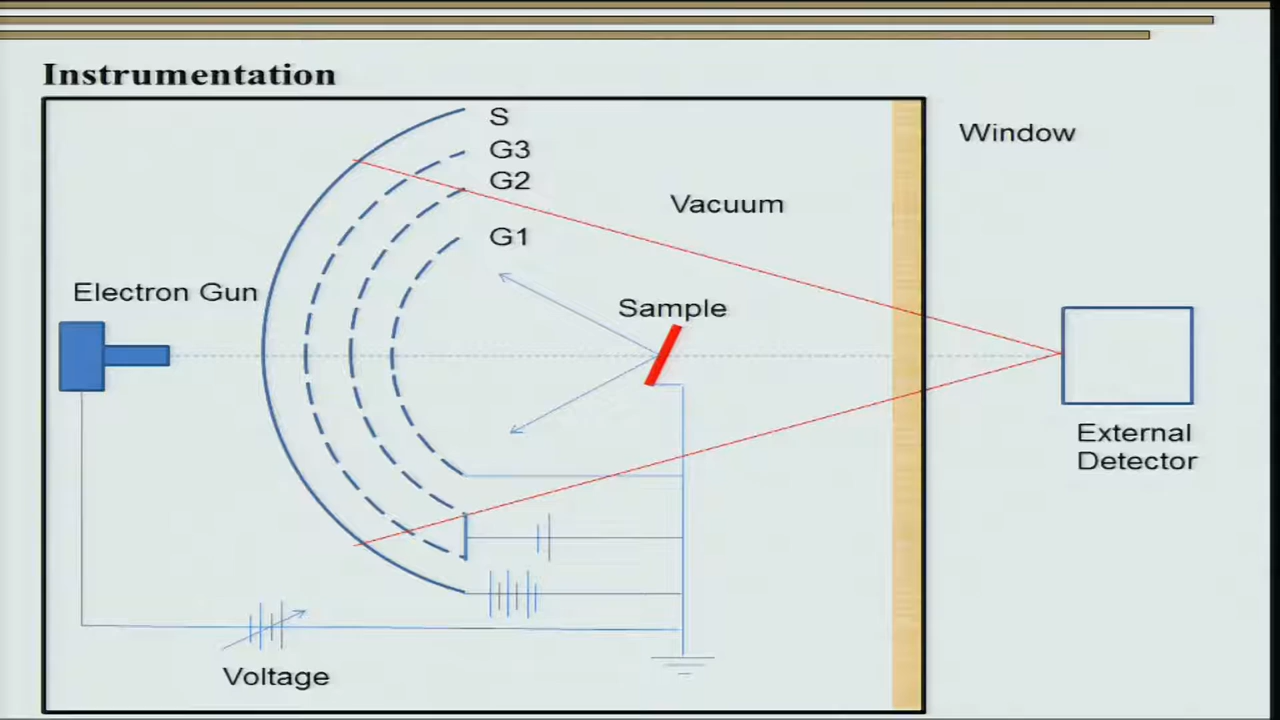 Instrumentation
S
G3
G2
G1
Window
Vacuum
Electron Gun
Sample
External
Detector
Voltage